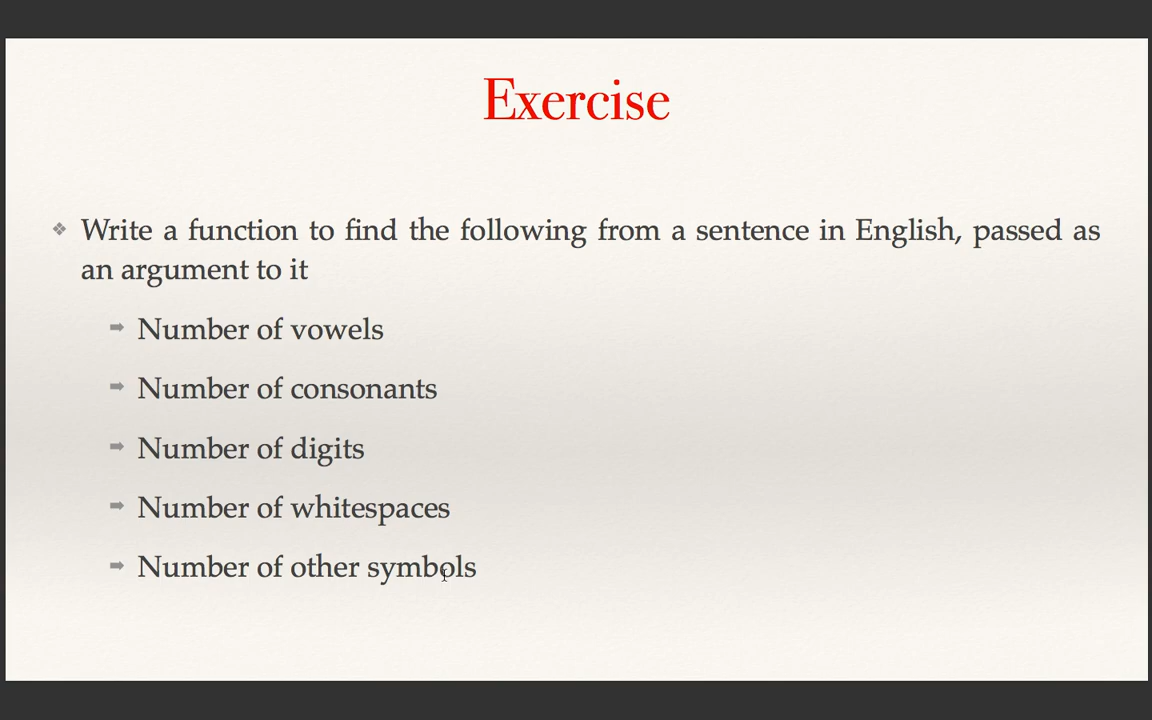 Exercise
Write a function to find the following from a sentence in English, passed as
an argument to it
Number of vowels
Number of consonants
Number of digits
Number of whitespaces
Number of other symbols